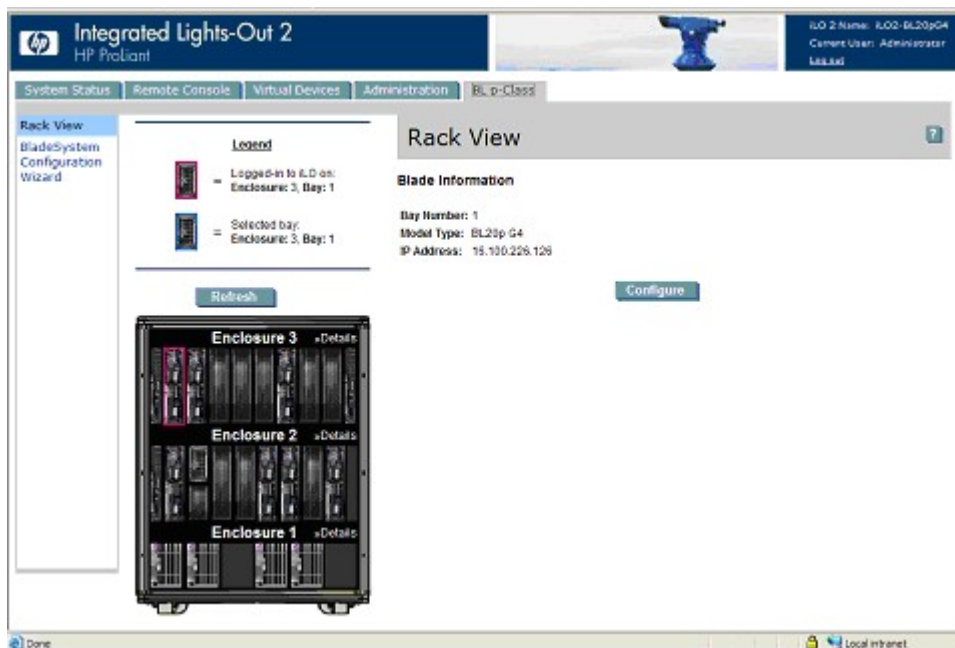 hp
Integrated Lights-Out 2
HP ProLiant
iLO 2 Name: iLO2-BL20pG4
Current User: Administrator
Log out
System Status
Remote Console
Virtual Devices
Administration
BL p-Class
Rack View
BladeSystem
Configuration
Wizard
Legend
= Logged-in to iLO on:
Enclosure: 3, Bay: 1
= Selected bay:
Enclosure: 3, Bay: 1
Refresh
Enclosure 3 »Details
Enclosure 2 »Details
Enclosure 1 »Details
Rack View
?
Blade Information
Bay Number: 1
Model Type: BL20p G4
IP Address: 16.100.226.126
Configure
Done
Local intranet